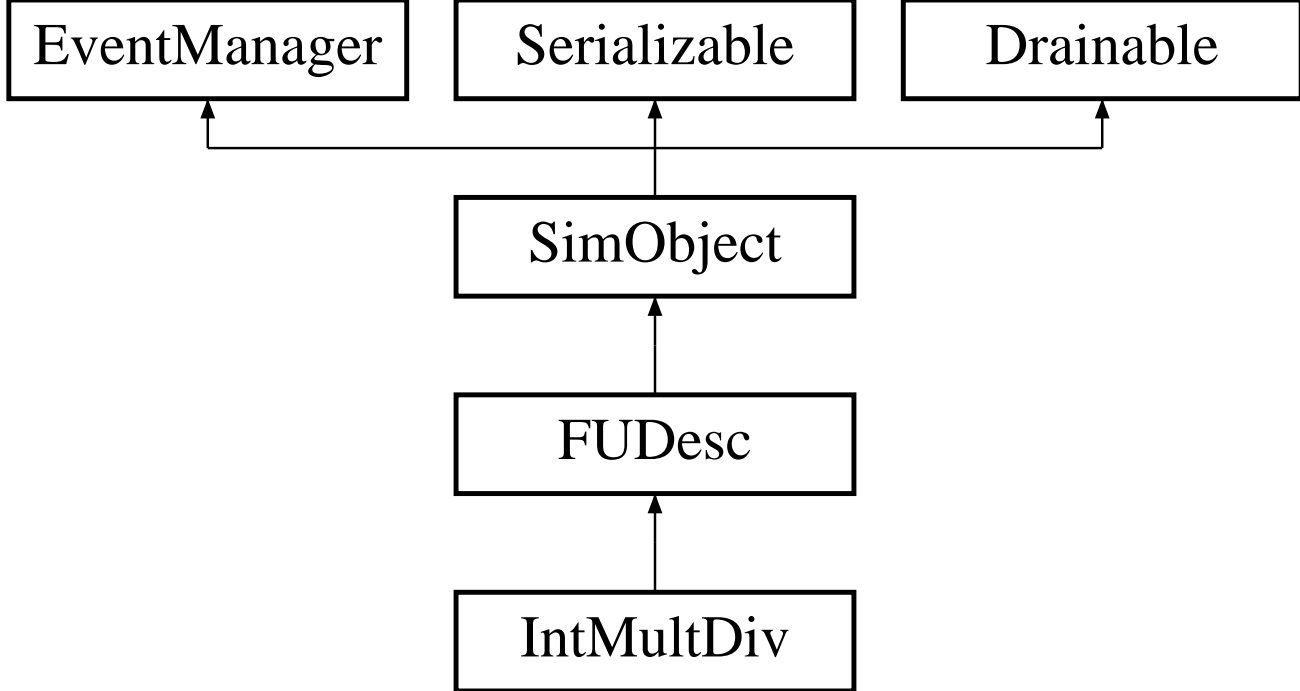 EventManager
Serializable
Drainable
SimObject
FUDesc
IntMultDiv